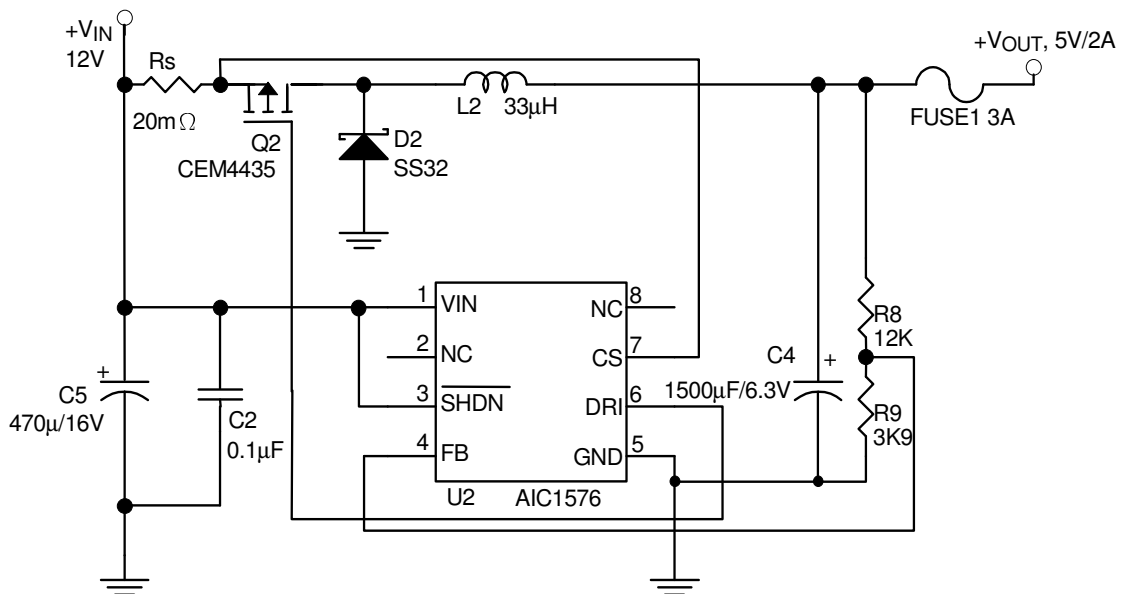 +VIN
12V
Rs
20mΩ
Q2
CEM4435
D2
SS32
L2 33µH
+VOUT, 5V/2A
FUSE1 3A
1 VIN
2 NC
3 SHDN
4 FB
NC 8
CS 7
DRI 6
GND 5
U2 AIC1576
C5
+
470µ/16V
C2
0.1µF
C4
+
1500µF/6.3V
R8
12K
R9
3K9